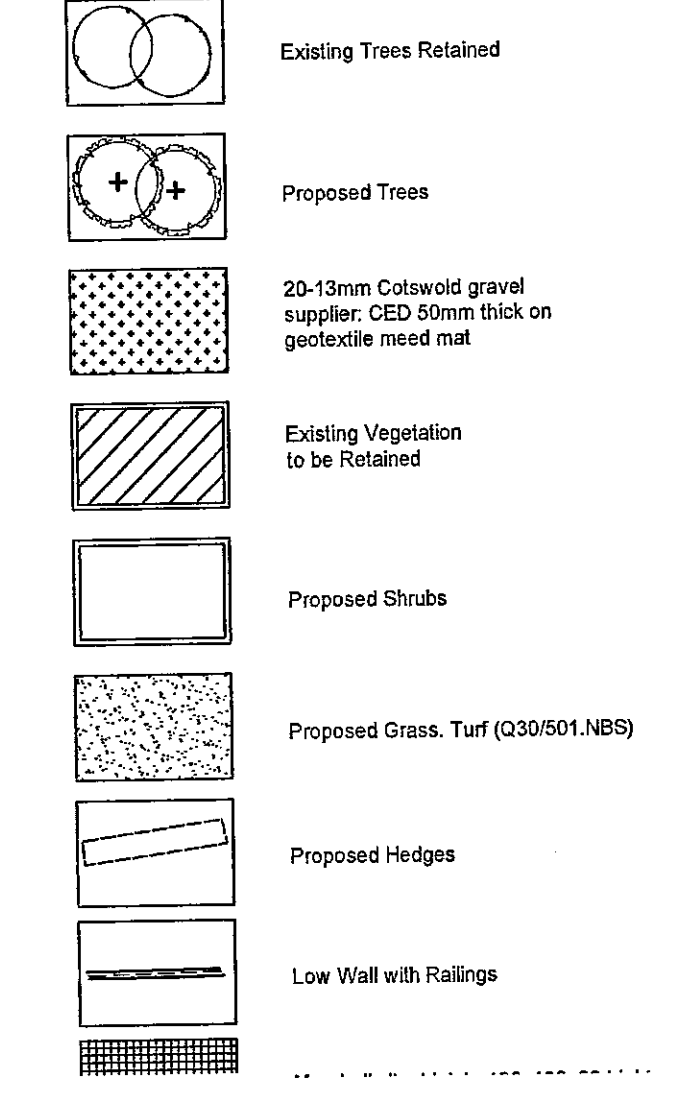 Existing Trees Retained
Proposed Trees
20-13mm Cotswold gravel
supplier: CED 50mm thick on
geotextile meed mat
Existing Vegetation
to be Retained
Proposed Shrubs
Proposed Grass. Turf (Q30/501.NBS)
Proposed Hedges
Low Wall with Railings